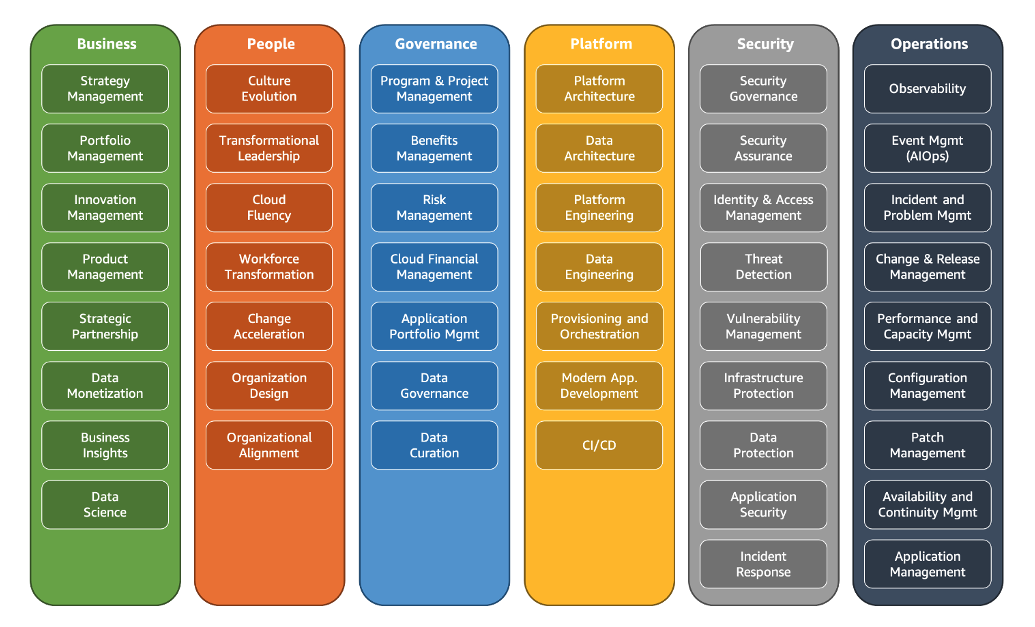 Business
Strategy
Management
Portfolio
Management
Innovation
Management
Product
Management
Strategic
Partnership
Data
Monetization
Business
Insights
Data
Science
People
Culture
Evolution
Transformational
Leadership
Cloud
Fluency
Workforce
Transformation
Change
Acceleration
Organization
Design
Organizational
Alignment
Governance
Program & Project
Management
Benefits
Management
Risk
Management
Cloud Financial
Management
Application
Portfolio Mgmt
Data
Governance
Data
Curation
Platform
Platform
Architecture
Data
Architecture
Platform
Engineering
Data
Engineering
Provisioning and
Orchestration
Modern App.
Development
CI/CD
Security
Security
Governance
Security
Assurance
Identity & Access
Management
Threat
Detection
Vulnerability
Management
Infrastructure
Protection
Data
Protection
Application
Security
Incident
Response
Operations
Observability
Event Mgmt
(AIOps)
Incident and
Problem Mgmt
Change & Release
Management
Performance and
Capacity Mgmt
Configuration
Management
Patch
Management
Availability and
Continuity Mgmt
Application
Management